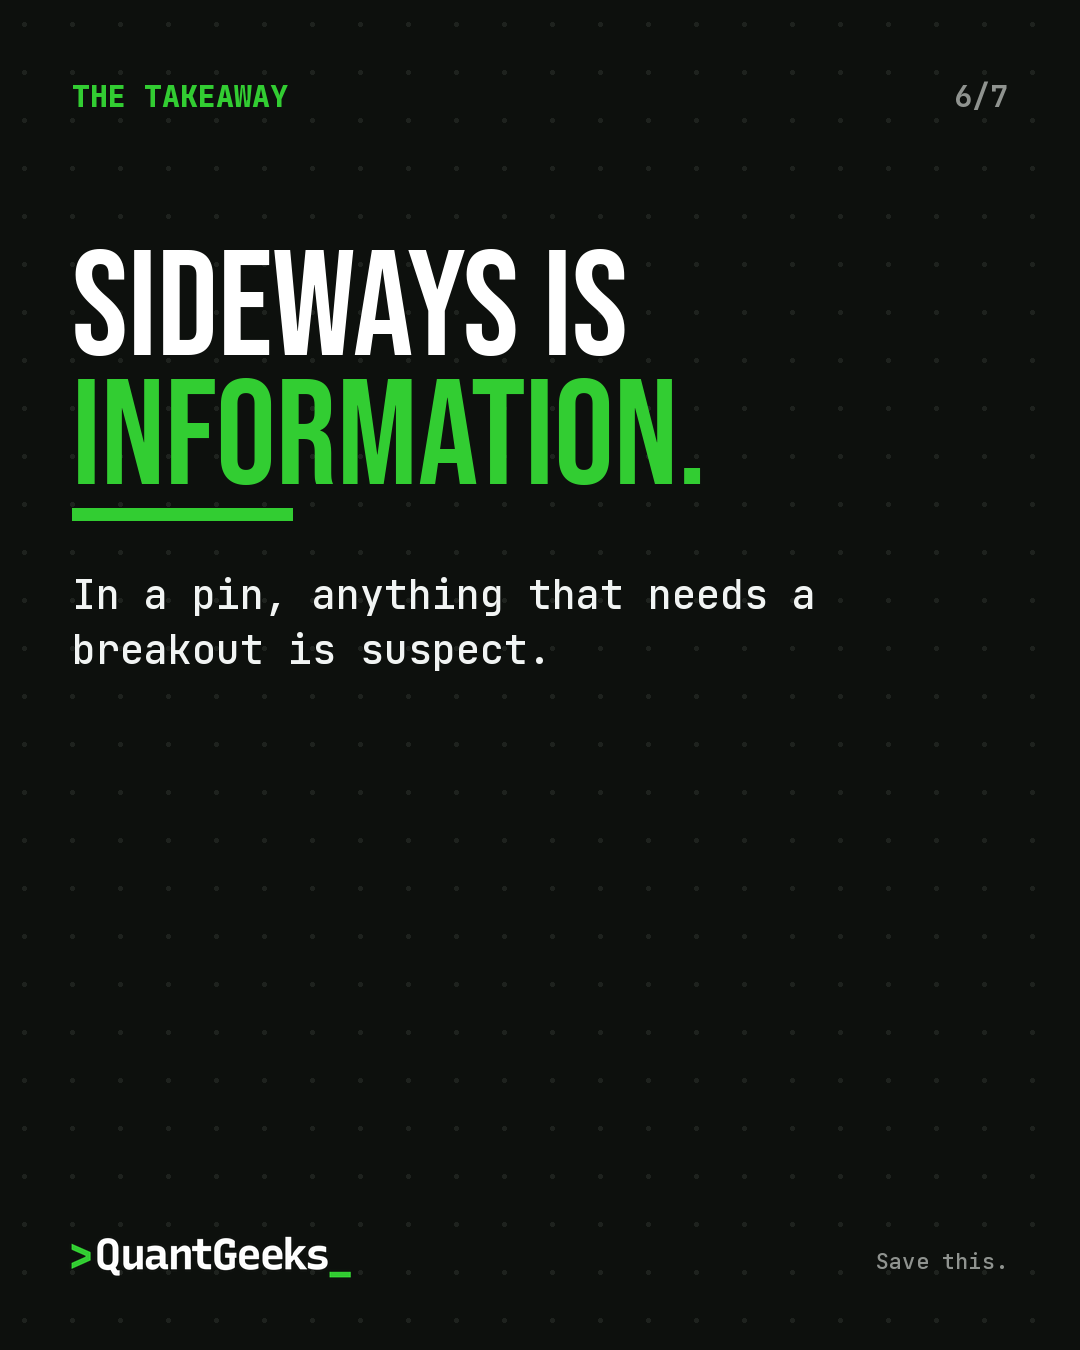 THE TAKEAWAY
6/7
SIDEWAYS IS
INFORMATION.
In a pin, anything that needs a
breakout is suspect.
>QuantGeeks_
Save this.